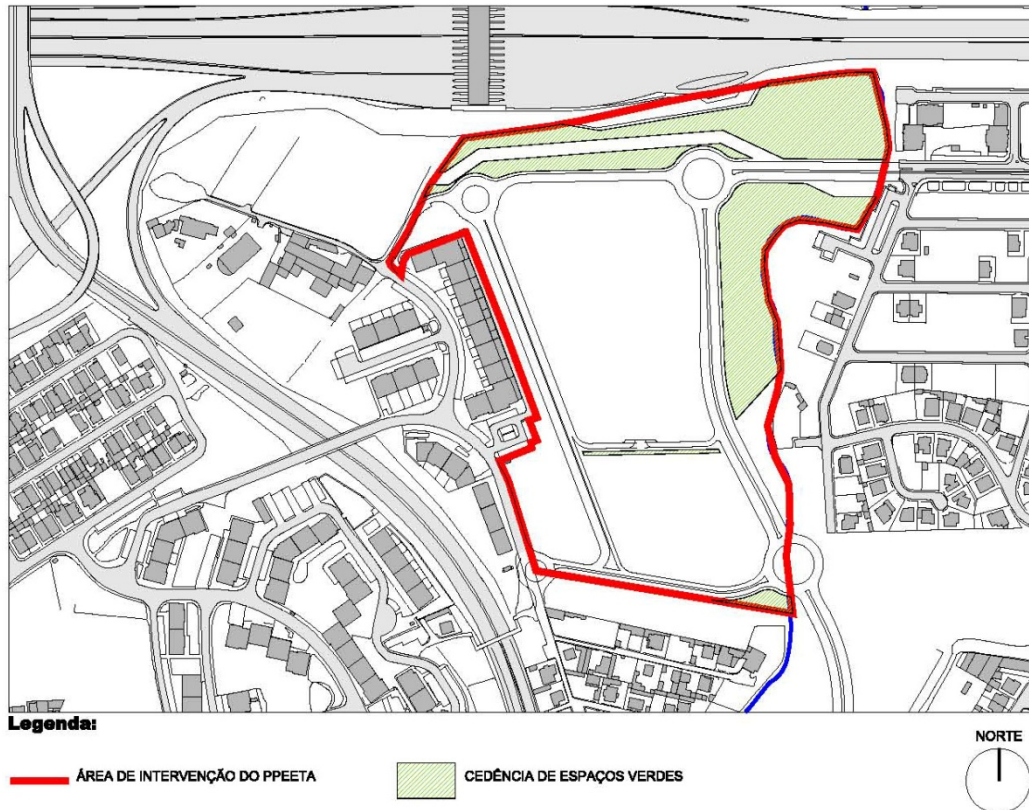 Legenda:
ÁREA DE INTERVENÇÃO DO PPEETA
CEDÊNCIA DE ESPAÇOS VERDES
NORTE